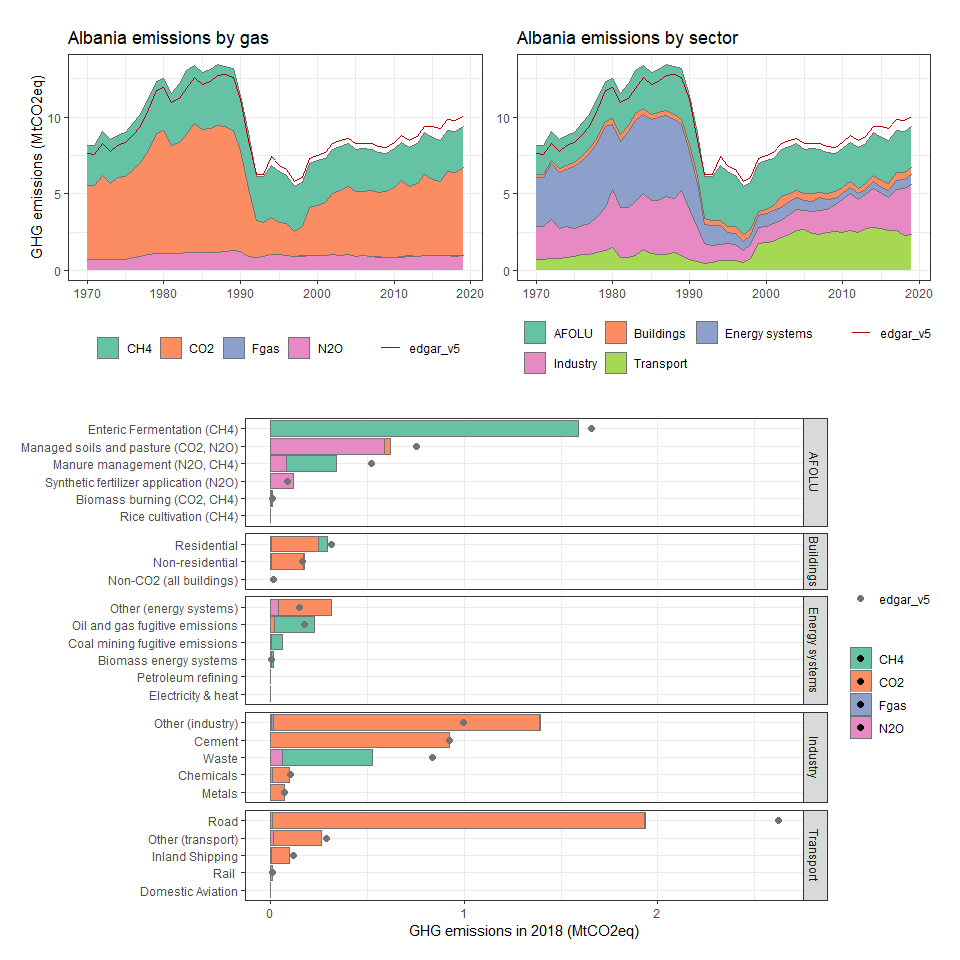 Albania emissions by gas
GHG emissions (MtCO2eq)
10
5
0
1970 1980 1990 2000 2010 2020
CH4 CO2 Fgas N2O edgar_v5
Albania emissions by sector
10
5
0
1970 1980 1990 2000 2010 2020
AFOLU Buildings Energy systems edgar_v5
Industry Transport
Enteric Fermentation (CH4)
Managed soils and pasture (CO2, N2O)
Manure management (N2O, CH4)
Synthetic fertilizer application (N2O)
Biomass burning (CO2, CH4)
Rice cultivation (CH4)
AFOLU
Residential
Non-residential
Non-CO2 (all buildings)
Buildings
Other (energy systems)
Oil and gas fugitive emissions
Coal mining fugitive emissions
Biomass energy systems
Petroleum refining
Electricity & heat
Energy systems
Other (industry)
Cement
Waste
Chemicals
Metals
Industry
Road
Other (transport)
Inland Shipping
Rail
Domestic Aviation
Transport
0 1 2
GHG emissions in 2018 (MtCO2eq)
edgar_v5
CH4
CO2
Fgas
N2O